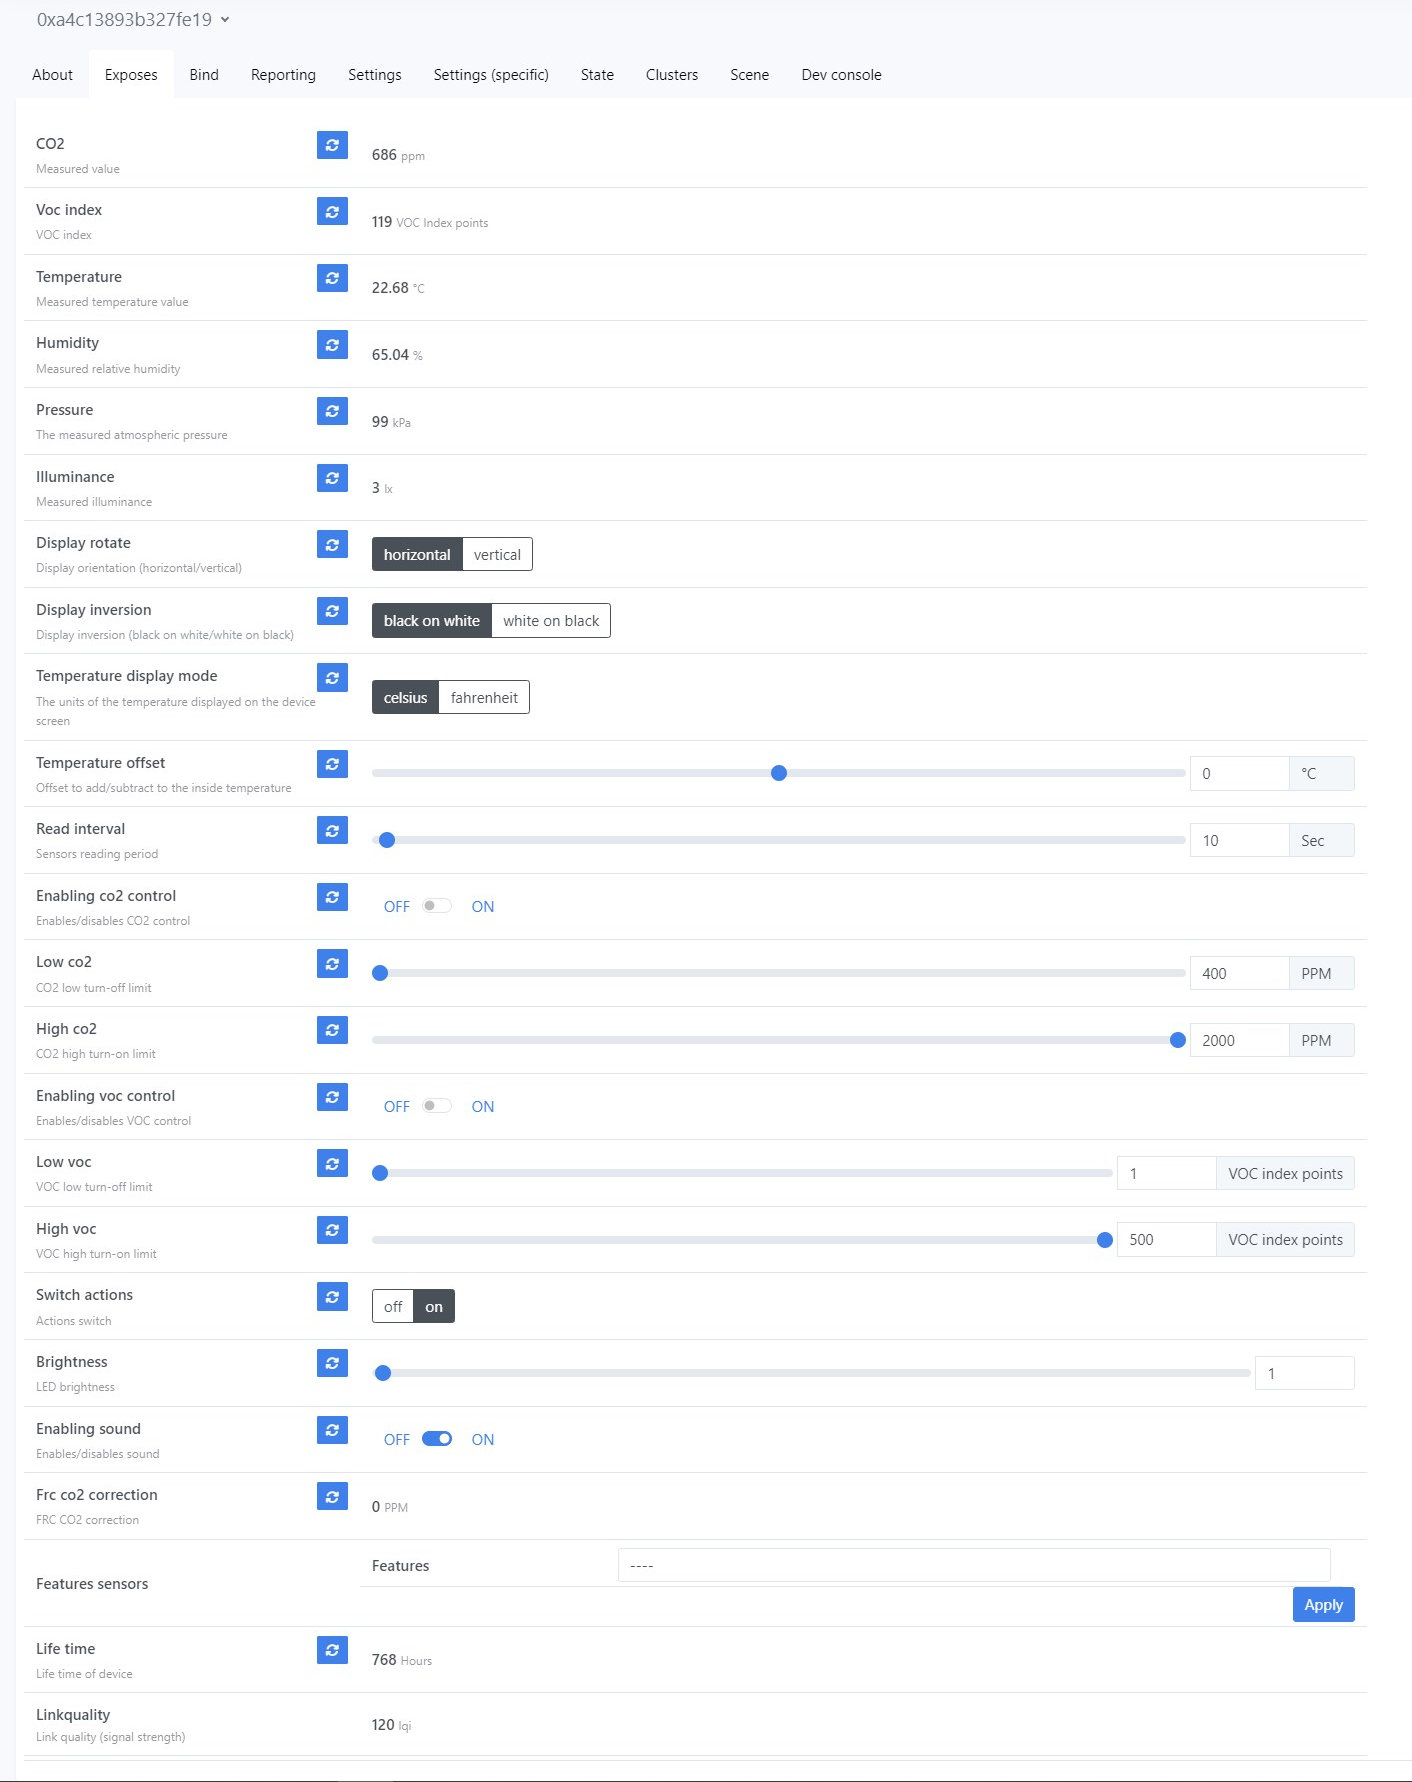 0xa4c13893b327fe19
About Exposes Bind Reporting Settings Settings (specific) State Clusters Scene Dev console
CO2
Measured value
686 ppm
Voc index
VOC index
119 VOC Index points
Temperature
Measured temperature value
22.68 °C
Humidity
Measured relative humidity
65.04 %
Pressure
The measured atmospheric pressure
99 kPa
Illuminance
Measured illuminance
3 lx
Display rotate
Display orientation (horizontal/vertical)
horizontal vertical
Display inversion
Display inversion (black on white/white on black)
black on white white on black
Temperature display mode
The units of the temperature displayed on the device
screen
celsius fahrenheit
Temperature offset
Offset to add/subtract to the inside temperature
0 °C
Read interval
Sensors reading period
10 Sec
Enabling co2 control
Enables/disables CO2 control
OFF ON
Low co2
CO2 low turn-off limit
400 PPM
High co2
CO2 high turn-on limit
2000 PPM
Enabling voc control
Enables/disables VOC control
OFF ON
Low voc
VOC low turn-off limit
1 VOC index points
High voc
VOC high turn-on limit
500 VOC index points
Switch actions
Actions switch
off on
Brightness
LED brightness
1
Enabling sound
Enables/disables sound
OFF ON
Frc co2 correction
FRC CO2 correction
0 PPM
Features sensors
Features ----
Apply
Life time
Life time of device
768 Hours
Linkquality
Link quality (signal strength)
120 lqi